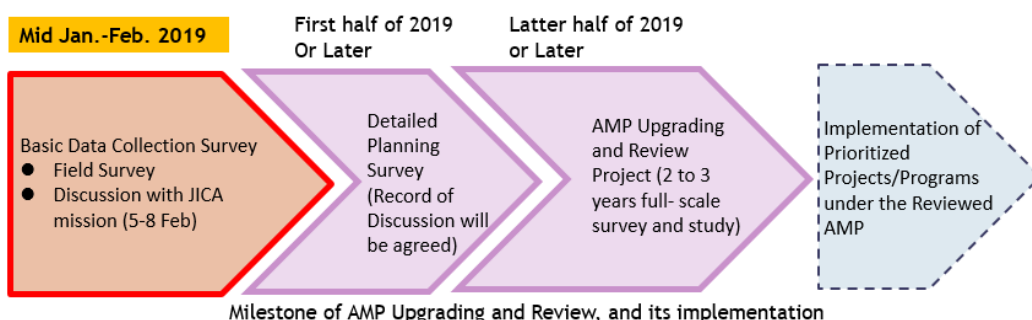 Mid Jan.-Feb. 2019
First half of 2019
Or Later
Latter half of 2019
or Later
Basic Data Collection Survey
● Field Survey
● Discussion with JICA
mission (5-8 Feb)
Detailed
Planning
Survey
(Record of
Discussion will
be agreed)
AMP Upgrading
and Review
Project (2 to 3
years full- scale
survey and study)
Implementation of
Prioritized
Projects/Programs
under the Reviewed
AMP
Milestone of AMP Upgrading and Review, and its implementation